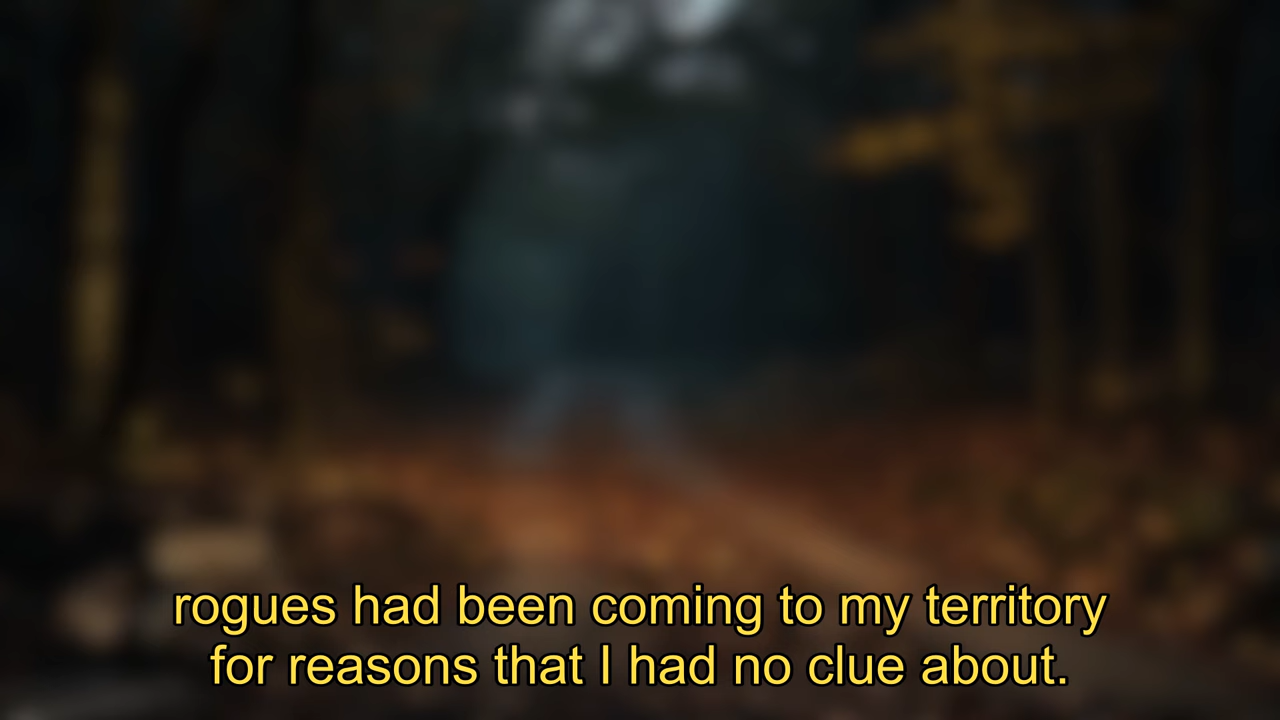 rogues had been coming to my territory
for reasons that I had no clue about.